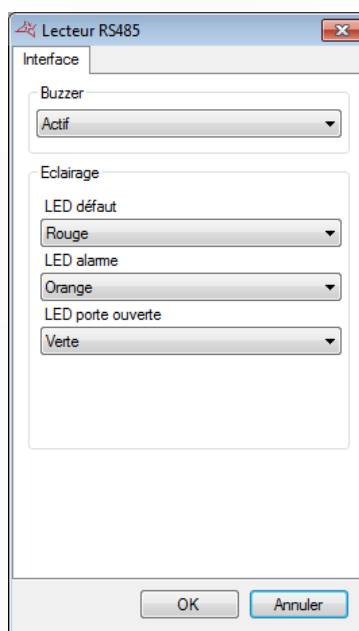 Lecteur RS485
Interface
Buzzer
Actif
Eclairage
LED défaut
Rouge
LED alarme
Orange
LED porte ouverte
Verte
OK Annuler